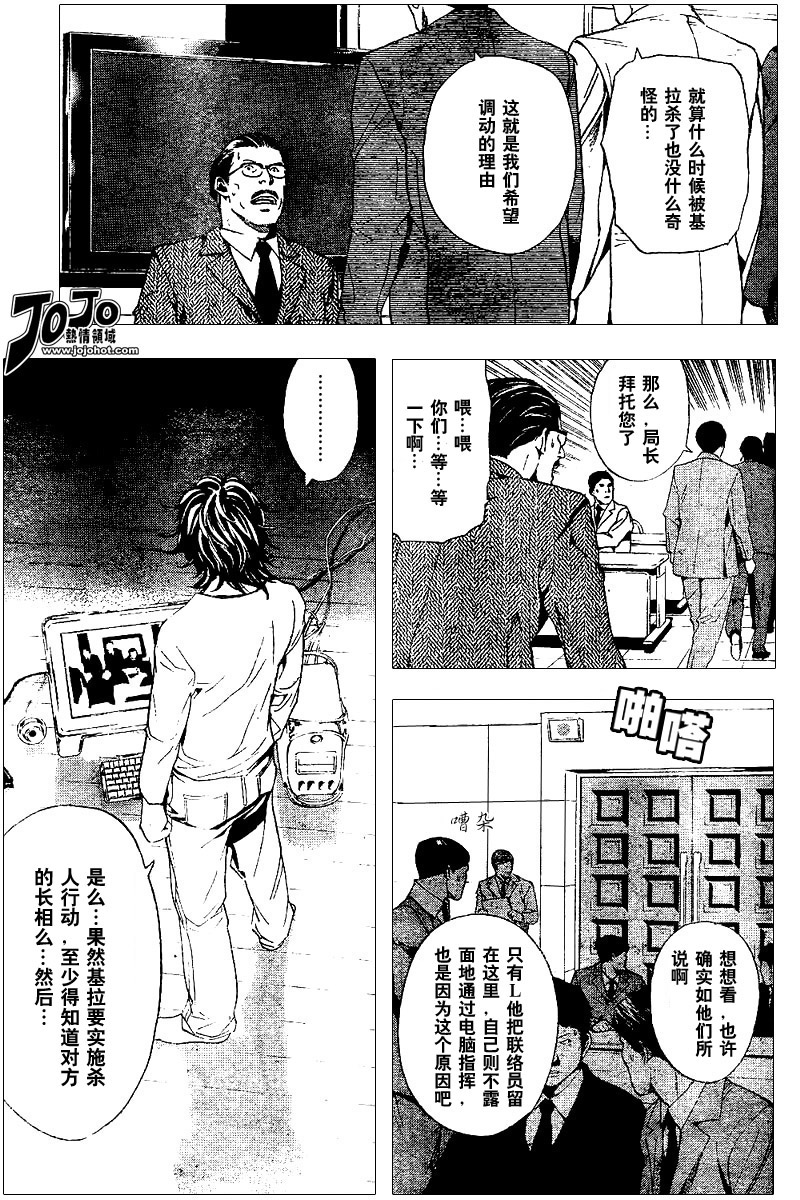 就算什么时候被基
拉杀了也没什么奇
怪的…
这就是我们希望
调动的理由
JOJO
熱情領域
www.jojohot.com
那么，局长
拜托您了
喂…喂
你们…等…等
一下啊…
啪嗒
嘈杂
想想看，也许
确实如他们所
说啊
只有L他把联络员留
在这里，自己则不露
面地通过电脑指挥，
也是因为这个原因吧
…………
是么…果然基拉要实施杀
人行动，至少得知道对方
的长相么…然后…